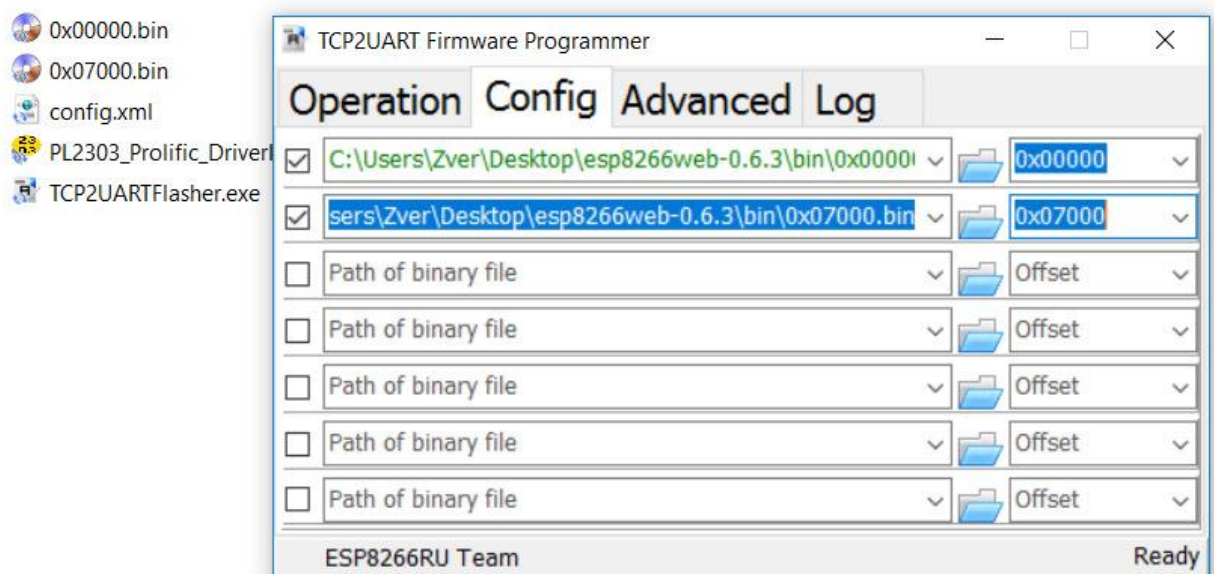 0x00000.bin
0x07000.bin
config.xml
PL2303_Prolific_Driver
TCP2UARTFlasher.exe
TCP2UART Firmware Programmer
Operation Config Advanced Log
C:\Users\Zver\Desktop\esp8266web-0.6.3\bin\0x0000 0x00000
sers\Zver\Desktop\esp8266web-0.6.3\bin\0x07000.bin 0x07000
Path of binary file Offset
Path of binary file Offset
Path of binary file Offset
Path of binary file Offset
Path of binary file Offset
ESP8266RU Team Ready